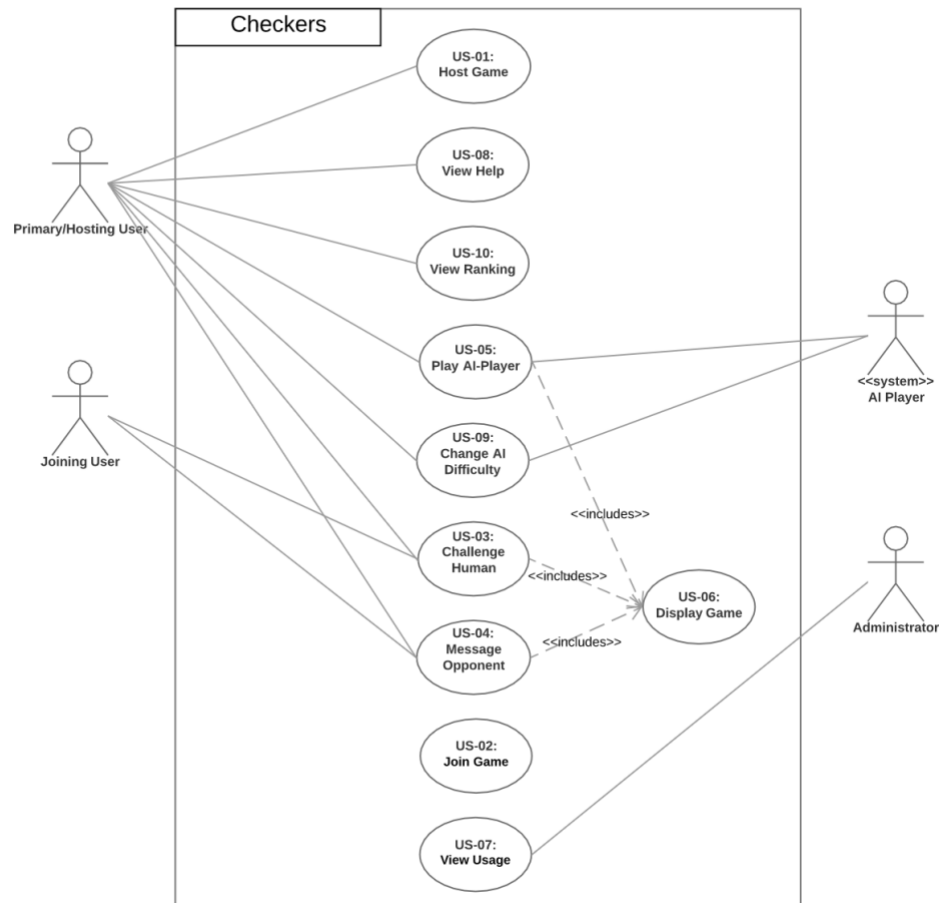 Checkers
US-01:
Host Game
US-08:
View Help
Primary/Hosting User
US-10:
View Ranking
US-05:
Play AI-Player
<<system>>
AI Player
Joining User
US-09:
Change AI
Difficulty
<<includes>>
US-03:
Challenge
Human
<<includes>>
US-06:
Display Game
Administrator
US-04:
Message
Opponent
<<includes>>
US-02:
Join Game
US-07:
View Usage